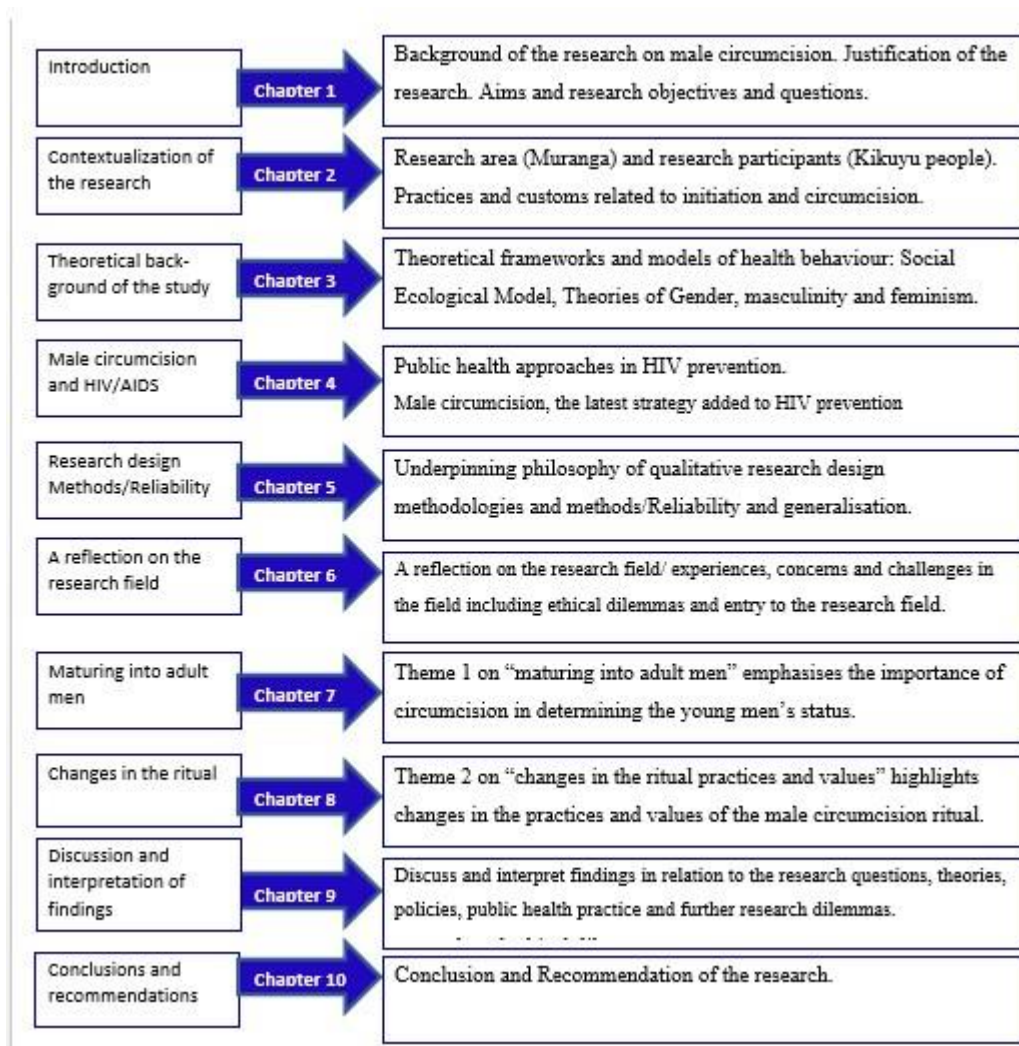 Introduction
Chapter 1
Background of the research on male circumcision. Justification of the
research. Aims and research objectives and questions.
Contextualization of
the research
Chapter 2
Research area (Muranga) and research participants (Kikuyu people).
Practices and customs related to initiation and circumcision.
Theoretical back-
ground of the study
Chapter 3
Theoretical frameworks and models of health behaviour: Social
Ecological Model, Theories of Gender, masculinity and feminism.
Male circumcision
and HIV/AIDS
Chapter 4
Public health approaches in HIV prevention.
Male circumcision, the latest strategy added to HIV prevention
Research design
Methods/Reliability
Chapter 5
Underpinning philosophy of qualitative research design
methodologies and methods/Reliability and generalisation.
A reflection on the
research field
Chapter 6
A reflection on the research field/ experiences, concerns and challenges in
the field including ethical dilemmas and entry to the research field.
Maturing into adult
men
Chapter 7
Theme 1 on “maturing into adult men” emphasises the importance of
circumcision in determining the young men’s status.
Changes in the ritual
Chapter 8
Theme 2 on “changes in the ritual practices and values” highlights
changes in the practices and values of the male circumcision ritual.
Discussion and
interpretation of
findings
Chapter 9
Discuss and interpret findings in relation to the research questions, theories,
policies, public health practice and further research dilemmas.
Conclusions and
recommendations
Chapter 10
Conclusion and Recommendation of the research.